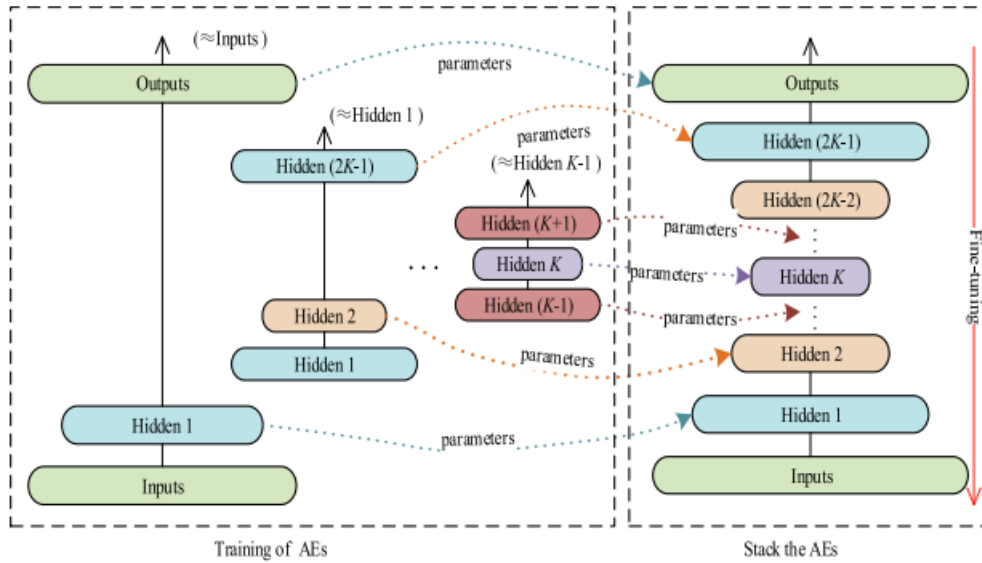 (≈Inputs)
Outputs
(≈Hidden 1)
Hidden (2K-1)
(≈Hidden K-1)
Hidden (K+1)
Hidden K
Hidden (K-1)
...
Hidden 2
Hidden 1
Hidden 1
Inputs
parameters
parameters
parameters
parameters
parameters
parameters
parameters
Outputs
Hidden (2K-1)
Hidden (2K-2)
Hidden K
Hidden 2
Hidden 1
Inputs
Fine-tuning
Training of AEs
Stack the AEs